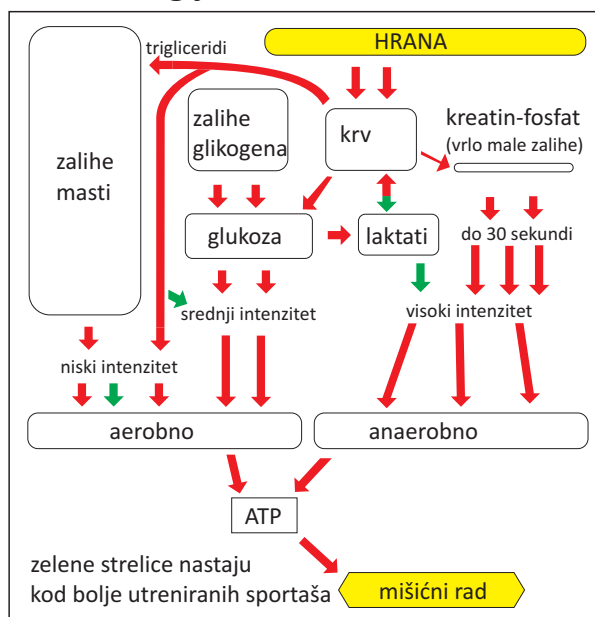 HRANA
trigliceridi
zalihe
glikogena
krv
kreatin-fosfat
(vrlo male zalihe)
zalihe
masti
glukoza
laktati
do 30 sekundi
srednji intenzitet
visoki intenzitet
niski intenzitet
aerobno
anaerobno
ATP
zelene strelice nastaju
kod bolje utreniranih sportaša
mišićni rad